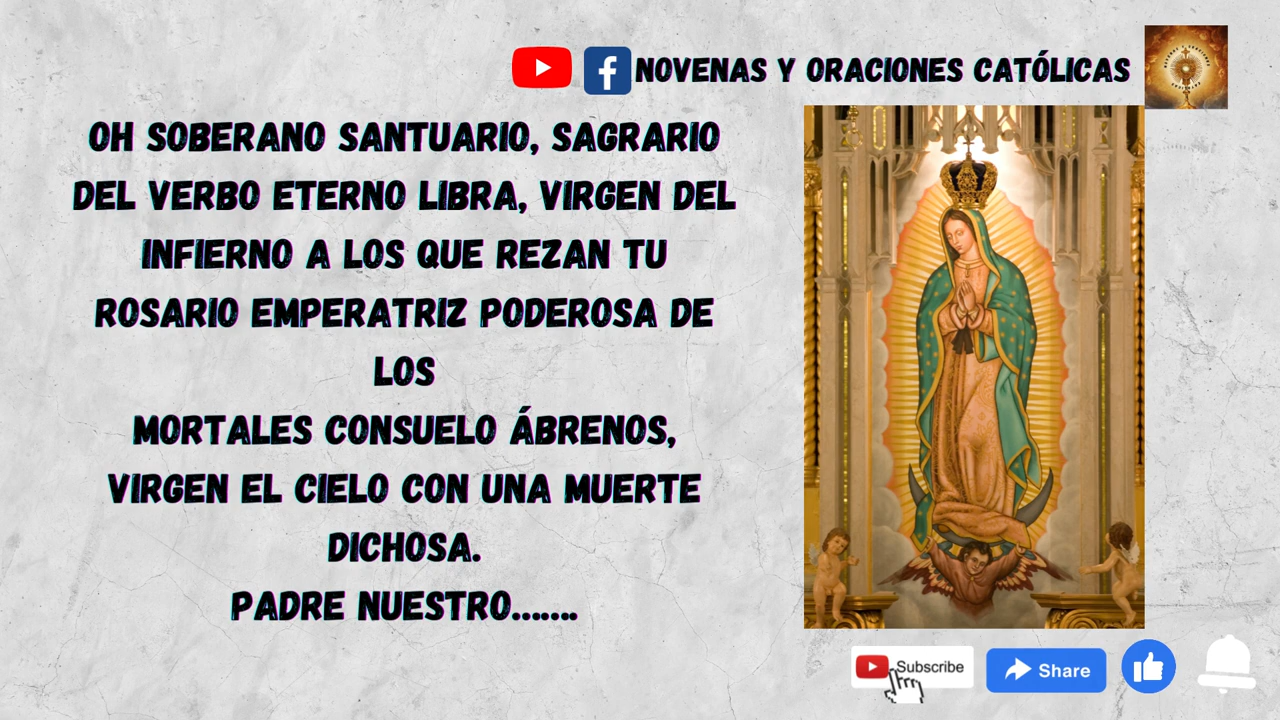 NOVENAS Y ORACIONES CATÓLICAS
OH SOBERANO SANTUARIO, SAGRARIO
DEL VERBO ETERNO LIBRA, VIRGEN DEL
INFIERNO A LOS QUE REZAN TU
ROSARIO EMPERATRIZ PODEROSA DE
LOS
MORTALES CONSUELO ÁBRENOS,
VIRGEN EL CIELO CON UNA MUERTE
DICHOSA.
PADRE NUESTRO.......
Subscribe
Share